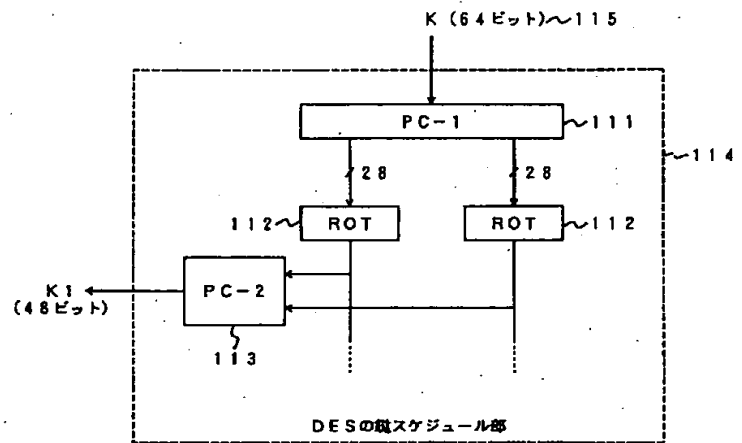 K (64ビット)〜115
PC-1
111
114
28
28
112
ROT
ROT
112
K1
(48ビット)
PC-2
113
DESの鍵スケジュール部